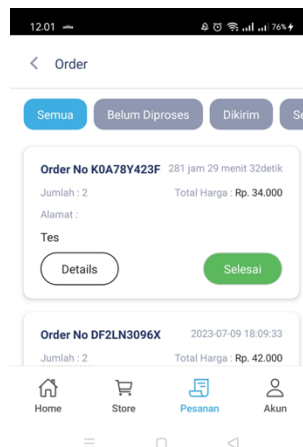 12.01
76%
Order
Semua Belum Diproses Dikirim Se
Order No K0A78Y423F 281 jam 29 menit 32detik
Jumlah : 2 Total Harga : Rp. 34.000
Alamat :
Tes
Details Selesai
Order No DF2LN3096X 2023-07-09 18:09:33
Jumlah : 2 Total Harga : Rp. 42.000
Home Store Pesanan Akun